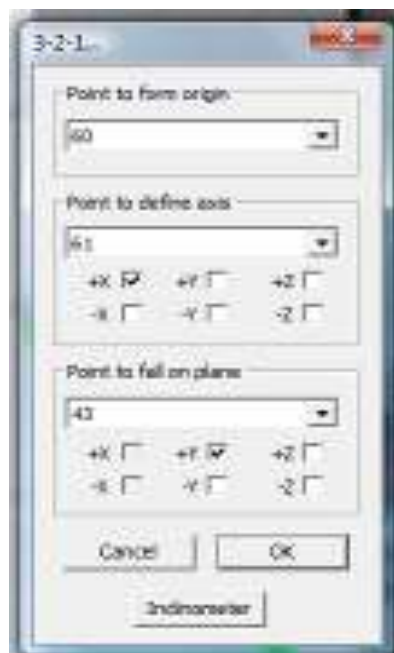 3-2-1...
Point to form origin
60
Point to define axis
61
+X +Y +Z
-X -Y -Z
Point to fall on plane
43
+X +Y +Z
-X -Y -Z
Cancel OK
Inclinometer